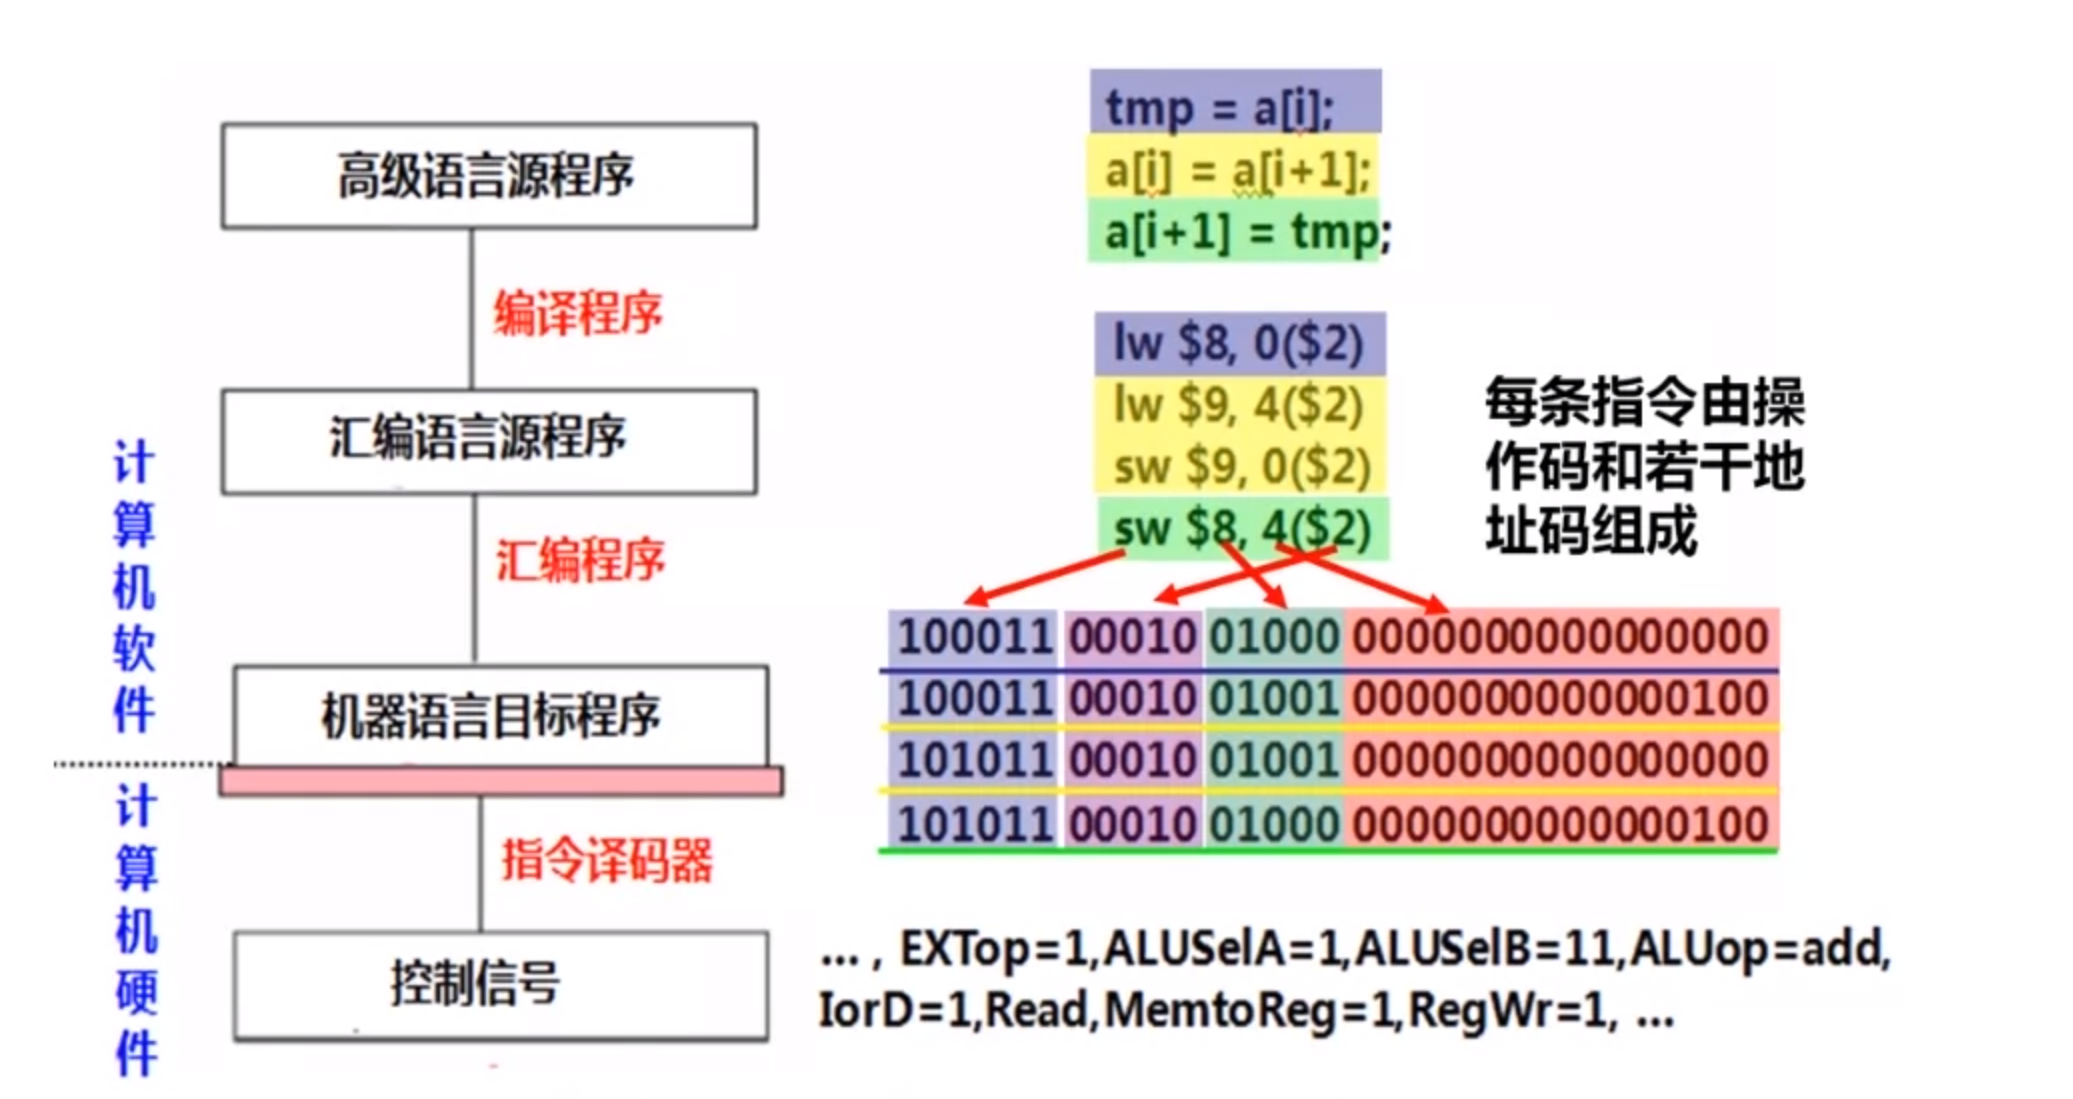 高级语言源程序
编译程序
汇编语言源程序
汇编程序
机器语言目标程序
指令译码器
控制信号
计算机软件
计算机硬件
tmp = a[i];
a[i] = a[i+1];
a[i+1] = tmp;
lw $8, 0($2)
lw $9, 4($2)
sw $9, 0($2)
sw $8, 4($2)
每条指令由操
作码和若干地
址码组成
100011 00010 01000 0000000000000000
100011 00010 01001 0000000000000100
101011 00010 01001 0000000000000000
101011 00010 01000 0000000000000100
... , EXTop=1,ALUSelA=1,ALUSelB=11,ALUop=add,
IorD=1,Read,MemtoReg=1,RegWr=1, ...